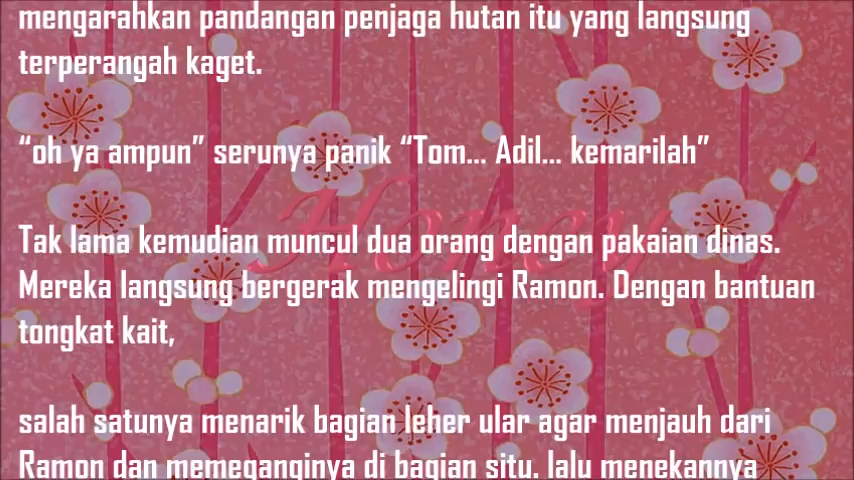 mengarahkan pandangan penjaga hutan itu yang langsung
terperangah kaget.
“oh ya ampun” serunya panik “Tom... Adil... kemarilah”
Honey
Tak lama kemudian muncul dua orang dengan pakaian dinas.
Mereka langsung bergerak mengelingi Ramon. Dengan bantuan
tongkat kait,
salah satunya menarik bagian leher ular agar menjauh dari
Ramon dan memeganginya di bagian situ. lalu menekannya